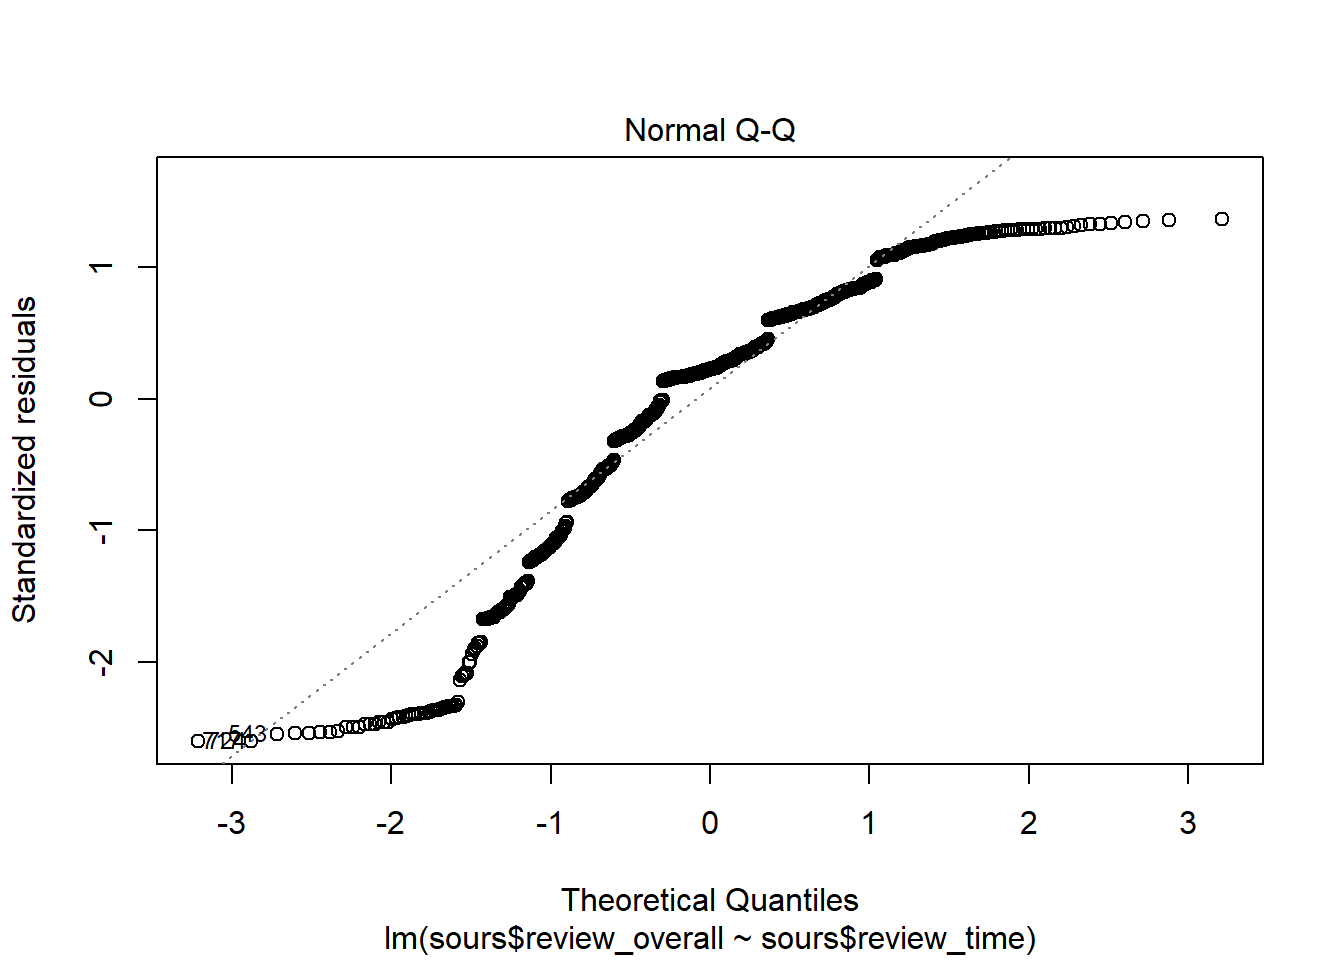 Normal Q-Q
Standardized residuals
1
0
-1
-2
543
-3 -2 -1 0 1 2 3
Theoretical Quantiles
lm(sours$review_overall ~ sours$review_time)